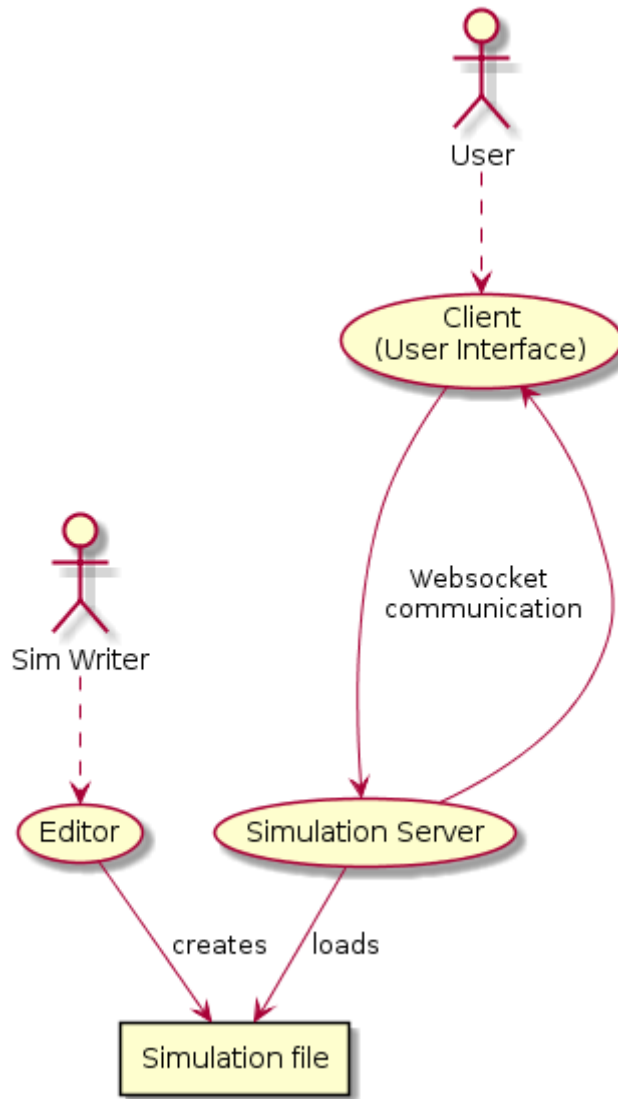 User
Client
(User Interface)
Websocket
communication
Sim Writer
Editor
Simulation Server
creates
loads
Simulation file